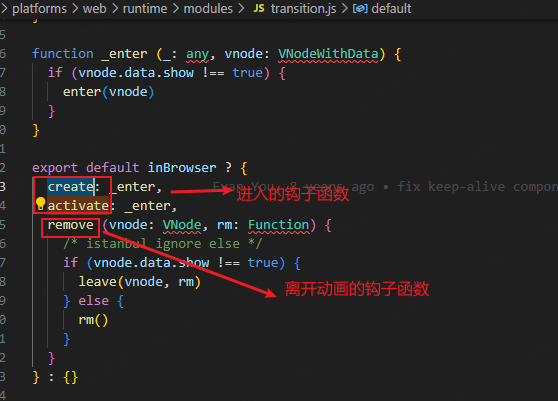 platforms > web > runtime > modules > JS transition.js > default
5
6
7 function _enter (_: any, vnode: VNodeWithData) {
7 if (vnode.data.show !== true) {
8 enter(vnode)
9 }
0 }
1
2 export default inBrowser ? {
3 create: _enter, Evan You, 8 years ago • fix keep-alive compon
进入的钩子函数
4 activate: _enter,
5 remove (vnode: VNode, rm: Function) {
6 /* istanbul ignore else */
7 if (vnode.data.show !== true) {
8 leave(vnode, rm)
离开动画的钩子函数
9 } else {
0 rm()
1 }
2 }
3 } : {}
4